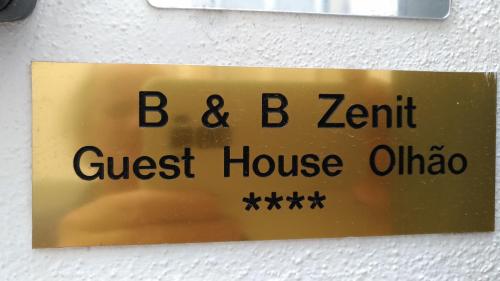 B & B Zenit
Guest House Olhão
****